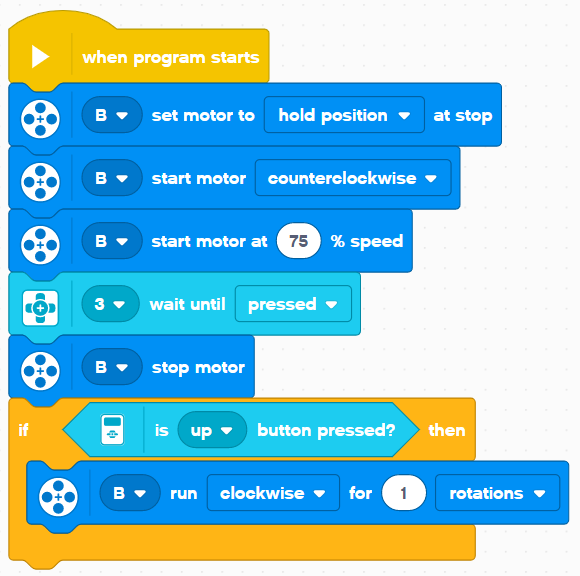 when program starts
B set motor to hold position at stop
B start motor counterclockwise
B start motor at 75 % speed
3 wait until pressed
B stop motor
if is up button pressed? then
B run clockwise for 1 rotations